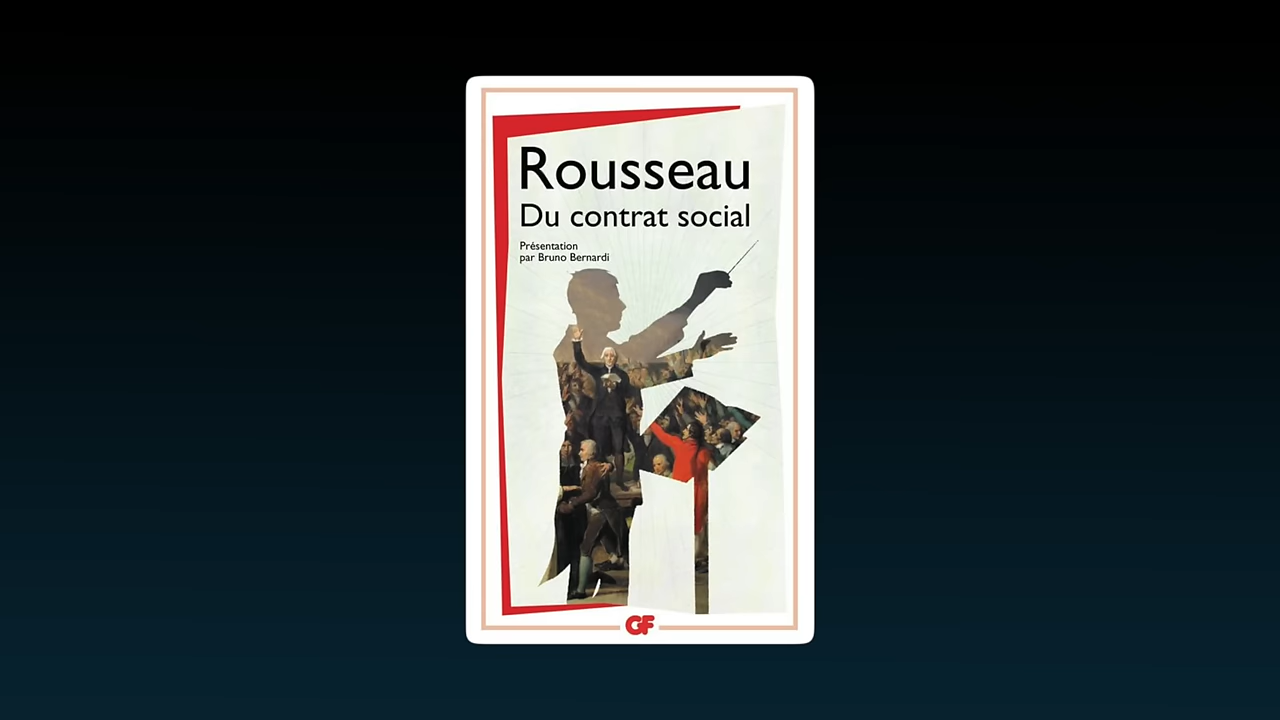 Rousseau
Du contrat social
Présentation
par Bruno Bernardi
GF